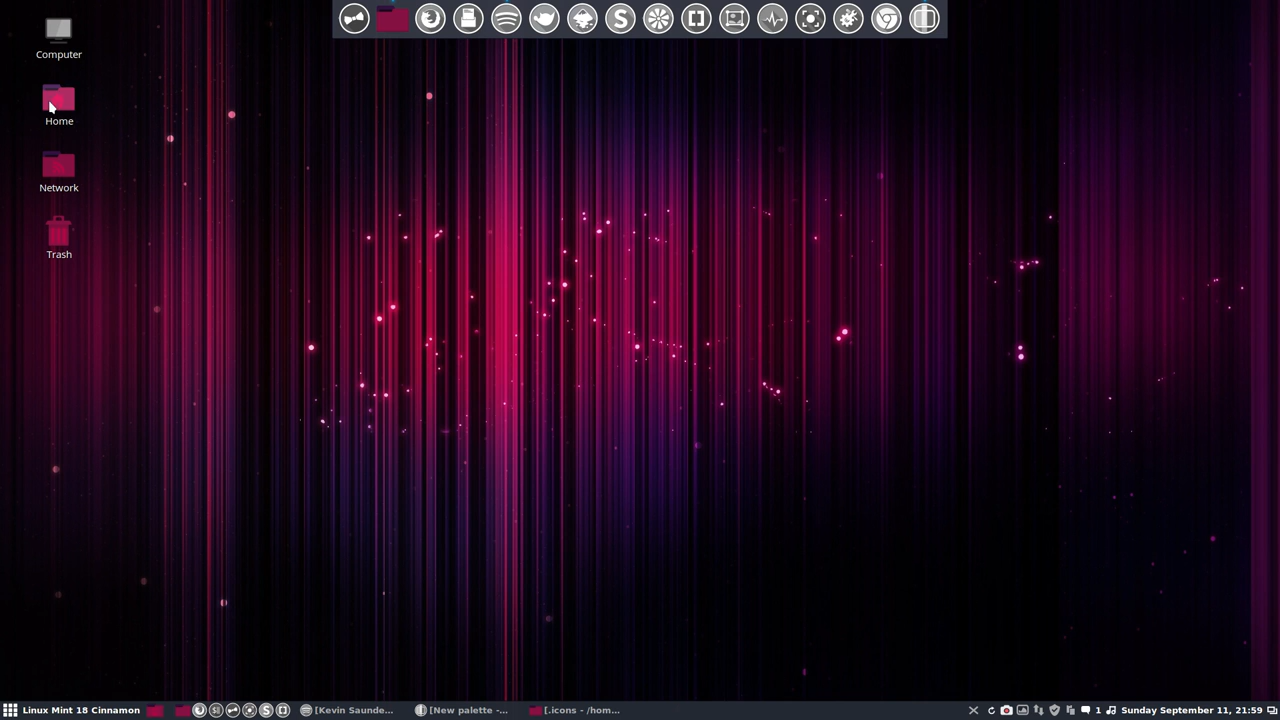 Computer
Home
Network
Trash
Linux Mint 18 Cinnamon
[Kevin Saunde...
[New palette -...
[.icons - /hom...
1
Sunday September 11, 21:59